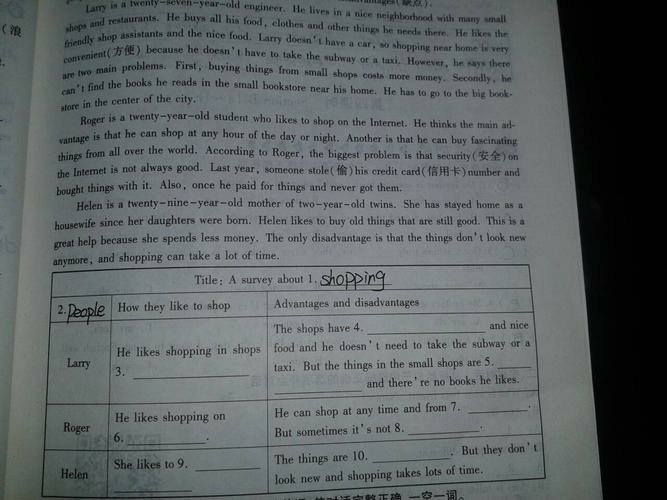 (缺点).
Larry is a twenty-seven-year-old engineer. He lives in a nice neighborhood with many small
shops and restaurants. He buys all his food, clothes and other things he needs there. He likes the
friendly shop assistants and the nice food. Larry doesn't have a car, so shopping near home is very
convenient(方便) because he doesn't have to take the subway or a taxi. However, he says there
are two main problems. First, buying things from small shops costs more money. Secondly, he
can't find the books he reads in the small bookstore near his home. He has to go to the big book-
store in the center of the city.
Roger is a twenty-year-old student who likes to shop on the Internet. He thinks the main ad-
vantage is that he can shop at any hour of the day or night. Another is that he can buy fascinating
things from all over the world. According to Roger, the biggest problem is that security(安全)on
the Internet is not always good. Last year, someone stole(偷)his credit card(信用卡)number and
bought things with it. Also, once he paid for things and never got them.
Helen is a twenty-nine-year-old mother of two-year-old twins. She has stayed home as a
housewife since her daughters were born. Helen likes to buy old things that are still good. This is a
great help because she spends less money. The only disadvantage is that the things don't look new
anymore, and shopping can take a lot of time.
Title: A survey about 1. shopping
2. People How they like to shop Advantages and disadvantages
Larry
He likes shopping in shops
3. ____________
The shops have 4. ____________ and nice
food and he doesn't need to take the subway or a
taxi. But the things in the small shops are 5. ____
____________ and there're no books he likes.
Roger
He likes shopping on
6. ____________.
He can shop at any time and from 7. ____________.
But sometimes it's not 8. ____________.
Helen
She likes to 9. ____________
The things are 10. ____________. But they don't
look new and shopping takes lots of time.
(浪